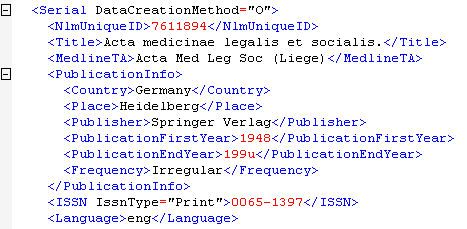 <Serial DataCreationMethod="O">
<NlmUniqueID>7611894</NlmUniqueID>
<Title>Acta medicinae legalis et socialis.</Title>
<MedlineTA>Acta Med Leg Soc (Liege)</MedlineTA>
<PublicationInfo>
<Country>Germany</Country>
<Place>Heidelberg</Place>
<Publisher>Springer Verlag</Publisher>
<PublicationFirstYear>1948</PublicationFirstYear>
<PublicationEndYear>199u</PublicationEndYear>
<Frequency>Irregular</Frequency>
</PublicationInfo>
<ISSN IssnType="Print">0065-1397</ISSN>
<Language>eng</Language>